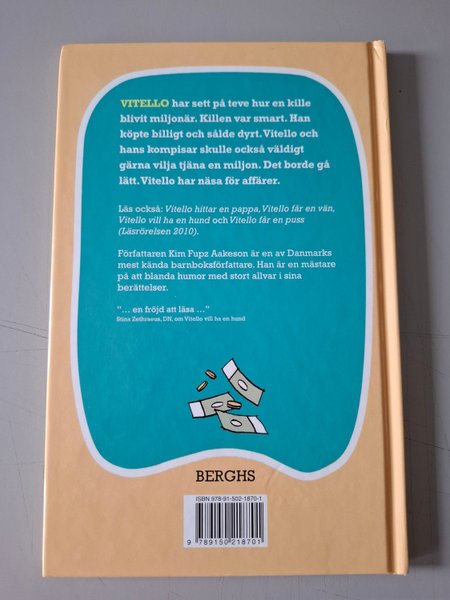 VITELLO har sett på teve hur en kille
blivit miljonär. Killen var smart. Han
köpte billigt och sålde dyrt. Vitello och
hans kompisar skulle också väldigt
gärna vilja tjäna en miljon. Det borde gå
lätt. Vitello har näsa för affärer.
Läs också: Vitello hittar en pappa, Vitello får en vän,
Vitello vill ha en hund och Vitello får en puss
(Läsrörelsen 2010).
Författaren Kim Fupz Aakeson är en av Danmarks
mest kända barnboksförfattare. Han är en mästare
på att blanda humor med stort allvar i sina
berättelser.
”... en fröjd att läsa ...”
Stina Zethraeus, DN, om Vitello vill ha en hund
BERGHS
ISBN 978-91-502-1870-1
9 789150 218701